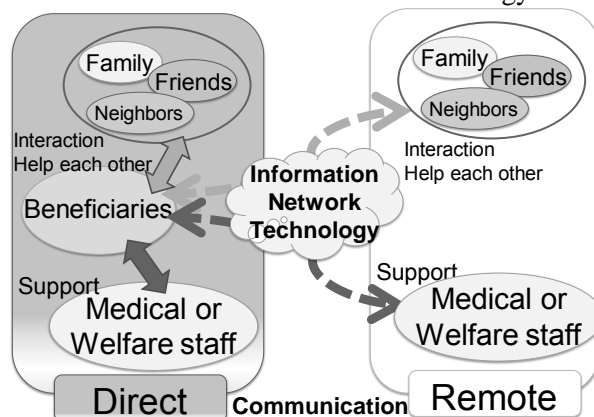 Family
Friends
Neighbors
Interaction
Help each other
Beneficiaries
Support
Medical or
Welfare staff
Direct
Information
Network
Technology
Communication
Family
Friends
Neighbors
Interaction
Help each other
Support
Medical or
Welfare staff
Remote